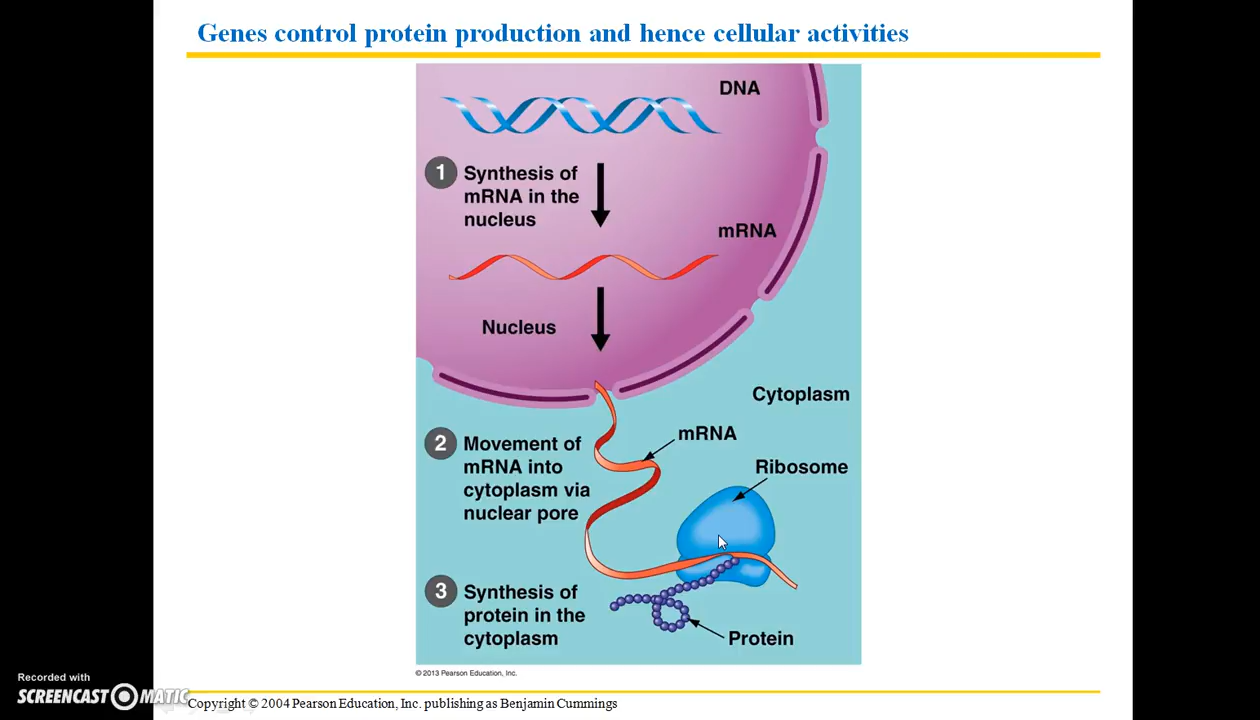 Genes control protein production and hence cellular activities
DNA
1 Synthesis of
mRNA in the
nucleus
mRNA
Nucleus
Cytoplasm
2 Movement of
mRNA into
cytoplasm via
nuclear pore
mRNA
Ribosome
3 Synthesis of
protein in the
cytoplasm
Protein
© 2013 Pearson Education, Inc.
Recorded with
SCREENCAST MATIC
Copyright © 2004 Pearson Education, Inc. publishing as Benjamin Cummings